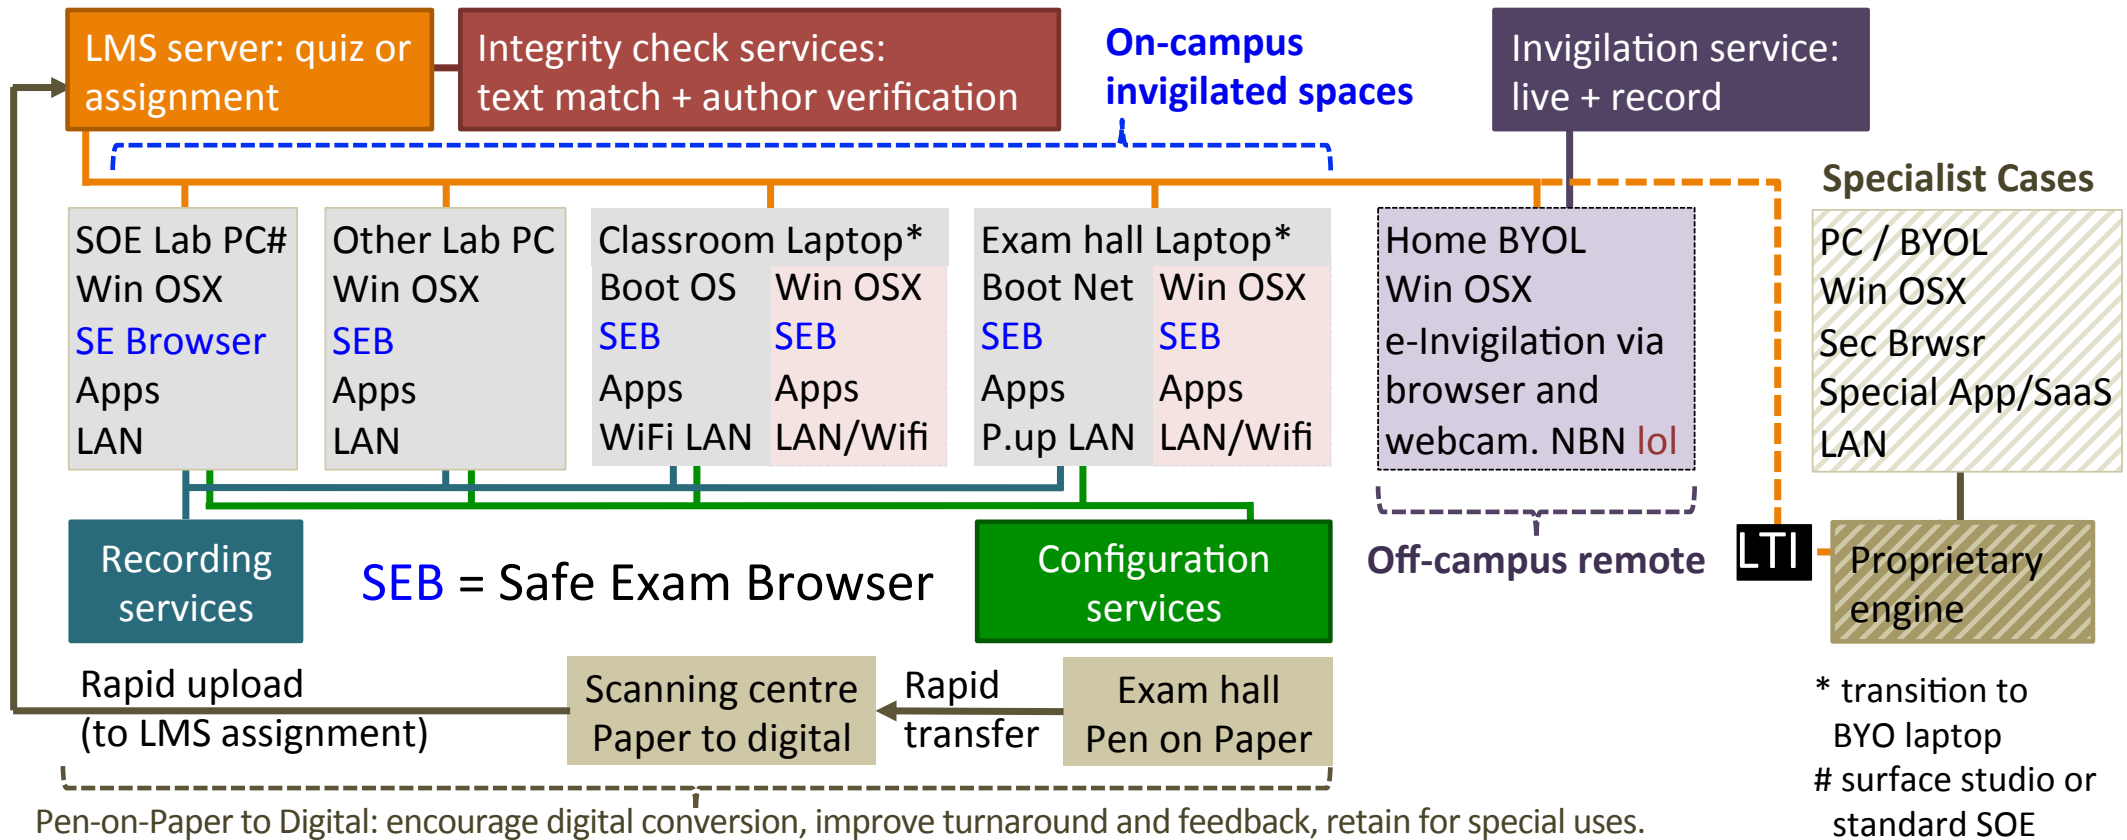 LMS server: quiz or
assignment
Integrity check services:
text match + author verification
On-campus
invigilated spaces
Invigilation service:
live + record
Specialist Cases
SOE Lab PC#
Win OSX
SE Browser
Apps
LAN
Other Lab PC
Win OSX
SEB
Apps
LAN
Classroom Laptop*
Boot OS
SEB
Apps
WiFi LAN
Win OSX
SEB
Apps
LAN/Wifi
Exam hall Laptop*
Boot Net
SEB
Apps
P.up LAN
Win OSX
SEB
Apps
LAN/Wifi
Home BYOL
Win OSX
e-Invigilation via
browser and
webcam. NBN lol
PC / BYOL
Win OSX
Sec Brwsr
Special App/SaaS
LAN
Recording
services
SEB = Safe Exam Browser
Configuration
services
Off-campus remote
LTI
Proprietary
engine
Rapid upload
(to LMS assignment)
Scanning centre
Paper to digital
Rapid
transfer
Exam hall
Pen on Paper
* transition to
BYO laptop
# surface studio or
standard SOE
Pen-on-Paper to Digital: encourage digital conversion, improve turnaround and feedback, retain for special uses.